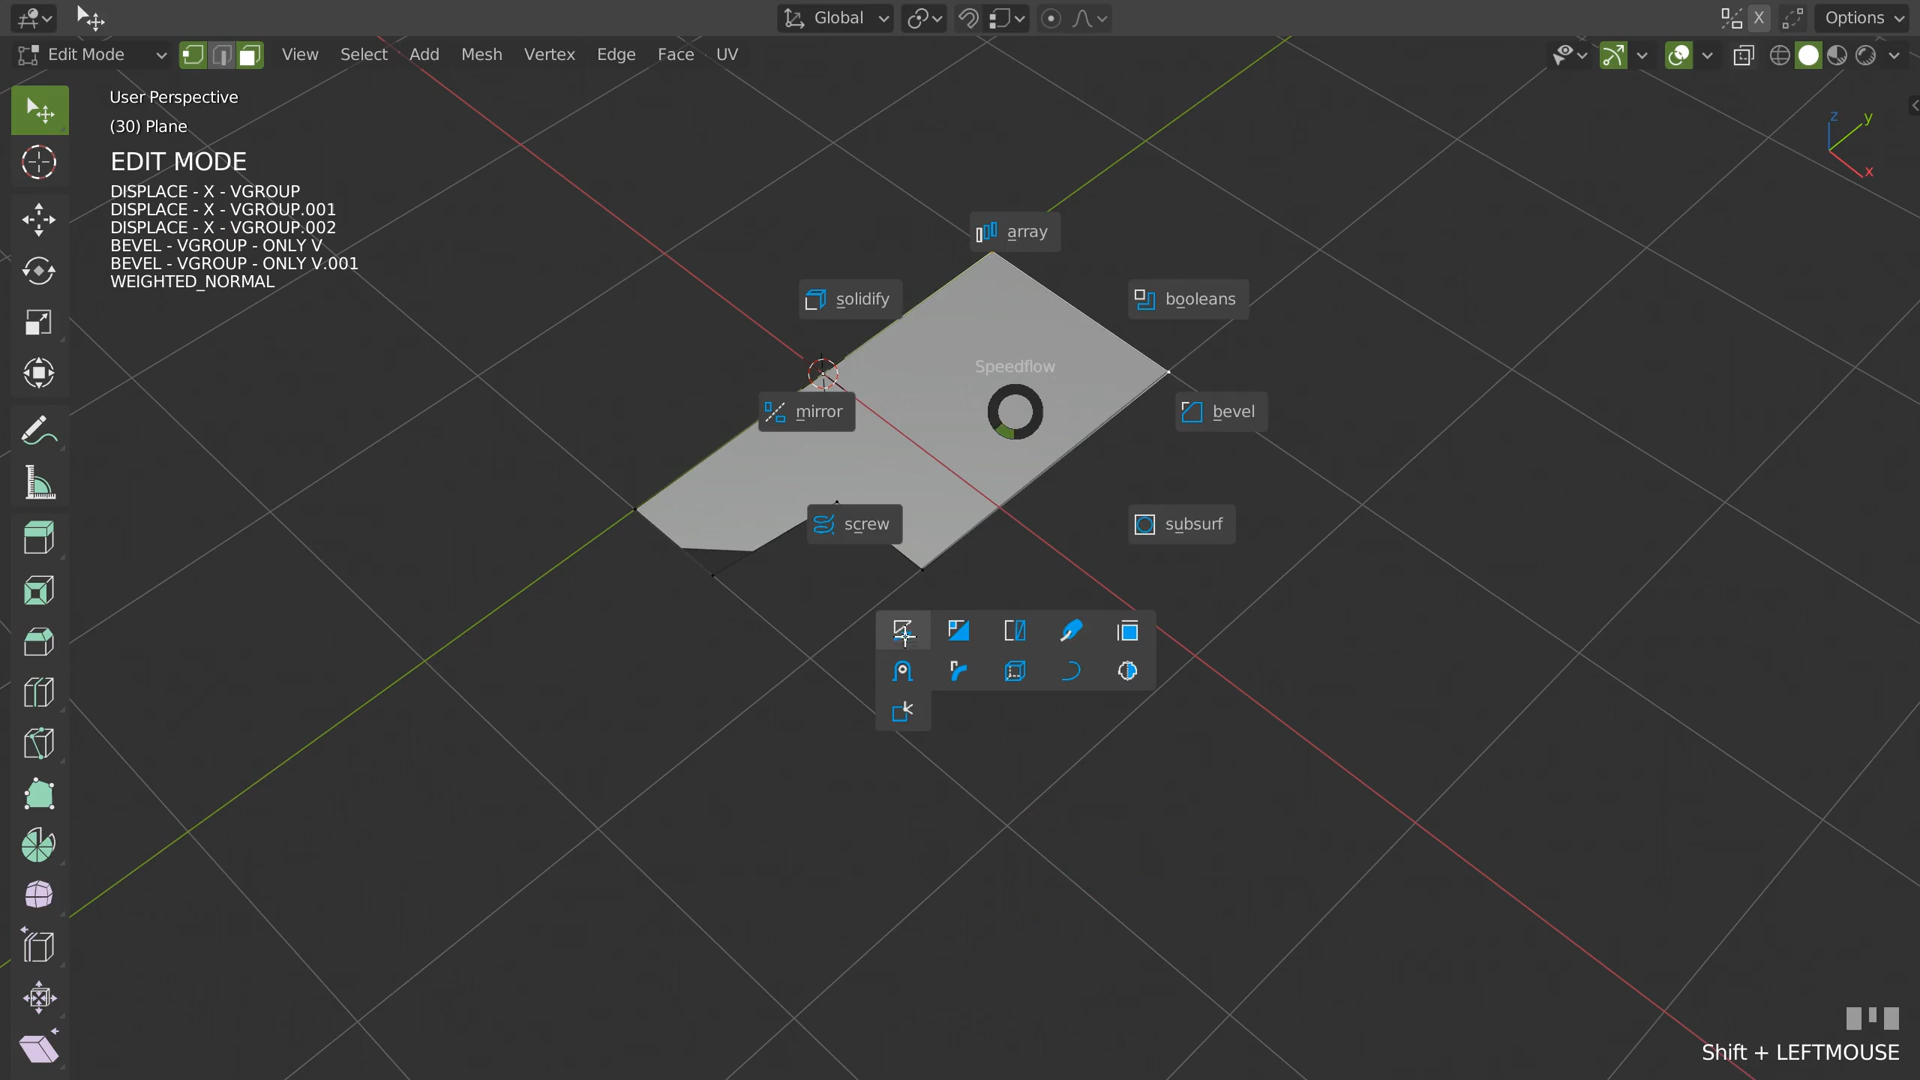 Global
X
Options
Edit Mode
View
Select
Add
Mesh
Vertex
Edge
Face
UV
User Perspective
(30) Plane
EDIT MODE
DISPLACE - X - VGROUP
DISPLACE - X - VGROUP.001
DISPLACE - X - VGROUP.002
BEVEL - VGROUP - ONLY V
BEVEL - VGROUP - ONLY V.001
WEIGHTED_NORMAL
z
y
x
array
solidify
booleans
Speedflow
mirror
bevel
screw
subsurf
Shift + LEFTMOUSE